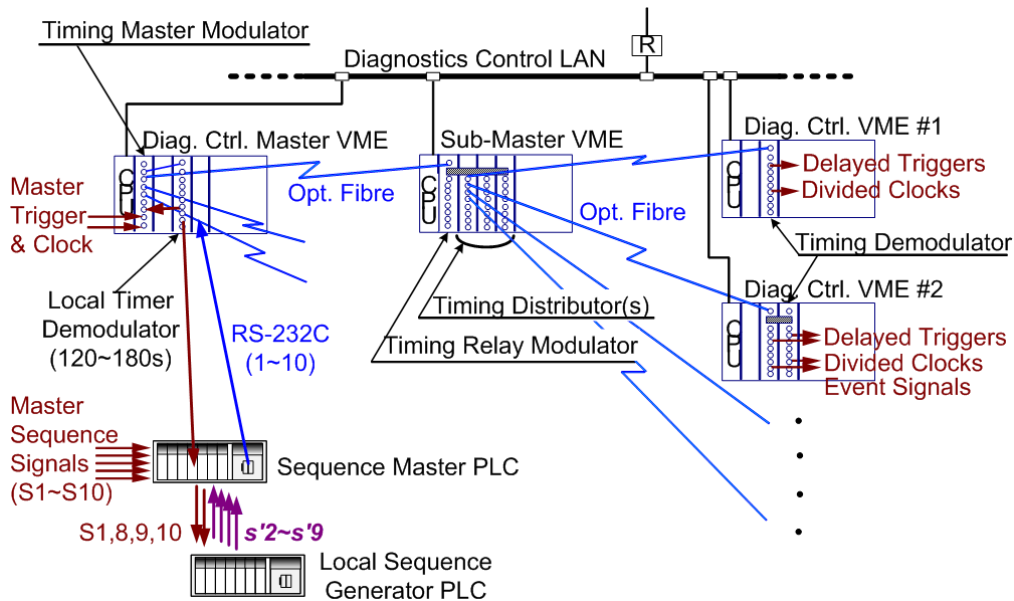 Timing Master Modulator
R
Diagnostics Control LAN
Diag. Ctrl. Master VME
Sub-Master VME
Diag. Ctrl. VME #1
CPU
CPU
CPU
Delayed Triggers
Divided Clocks
Master
Trigger
& Clock
Opt. Fibre
Opt. Fibre
Timing Demodulator
Local Timer
Demodulator
(120~180s)
RS-232C
(1~10)
Timing Distributor(s)
Timing Relay Modulator
Diag. Ctrl. VME #2
CPU
Delayed Triggers
Divided Clocks
Event Signals
Master
Sequence
Signals
(S1~S10)
Sequence Master PLC
S1,8,9,10
s'2~s'9
Local Sequence
Generator PLC